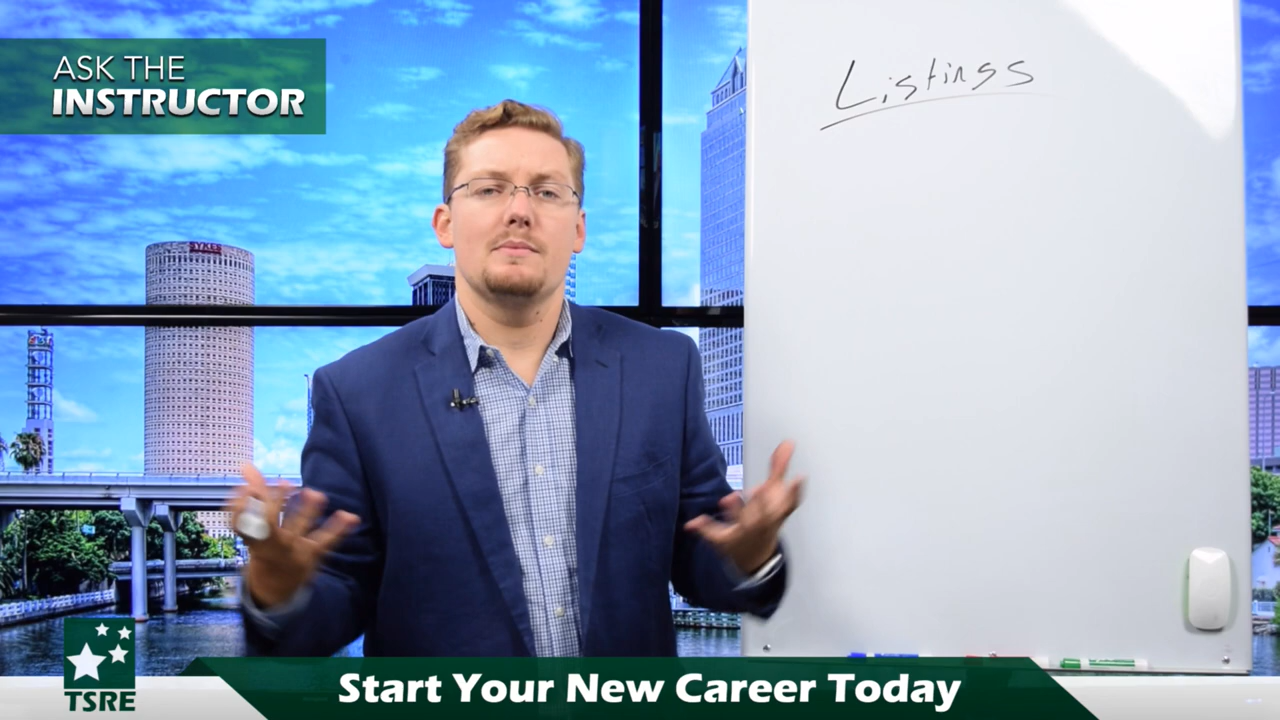 ASK THE
INSTRUCTOR
Listings
SYKES
TSRE
Start Your New Career Today